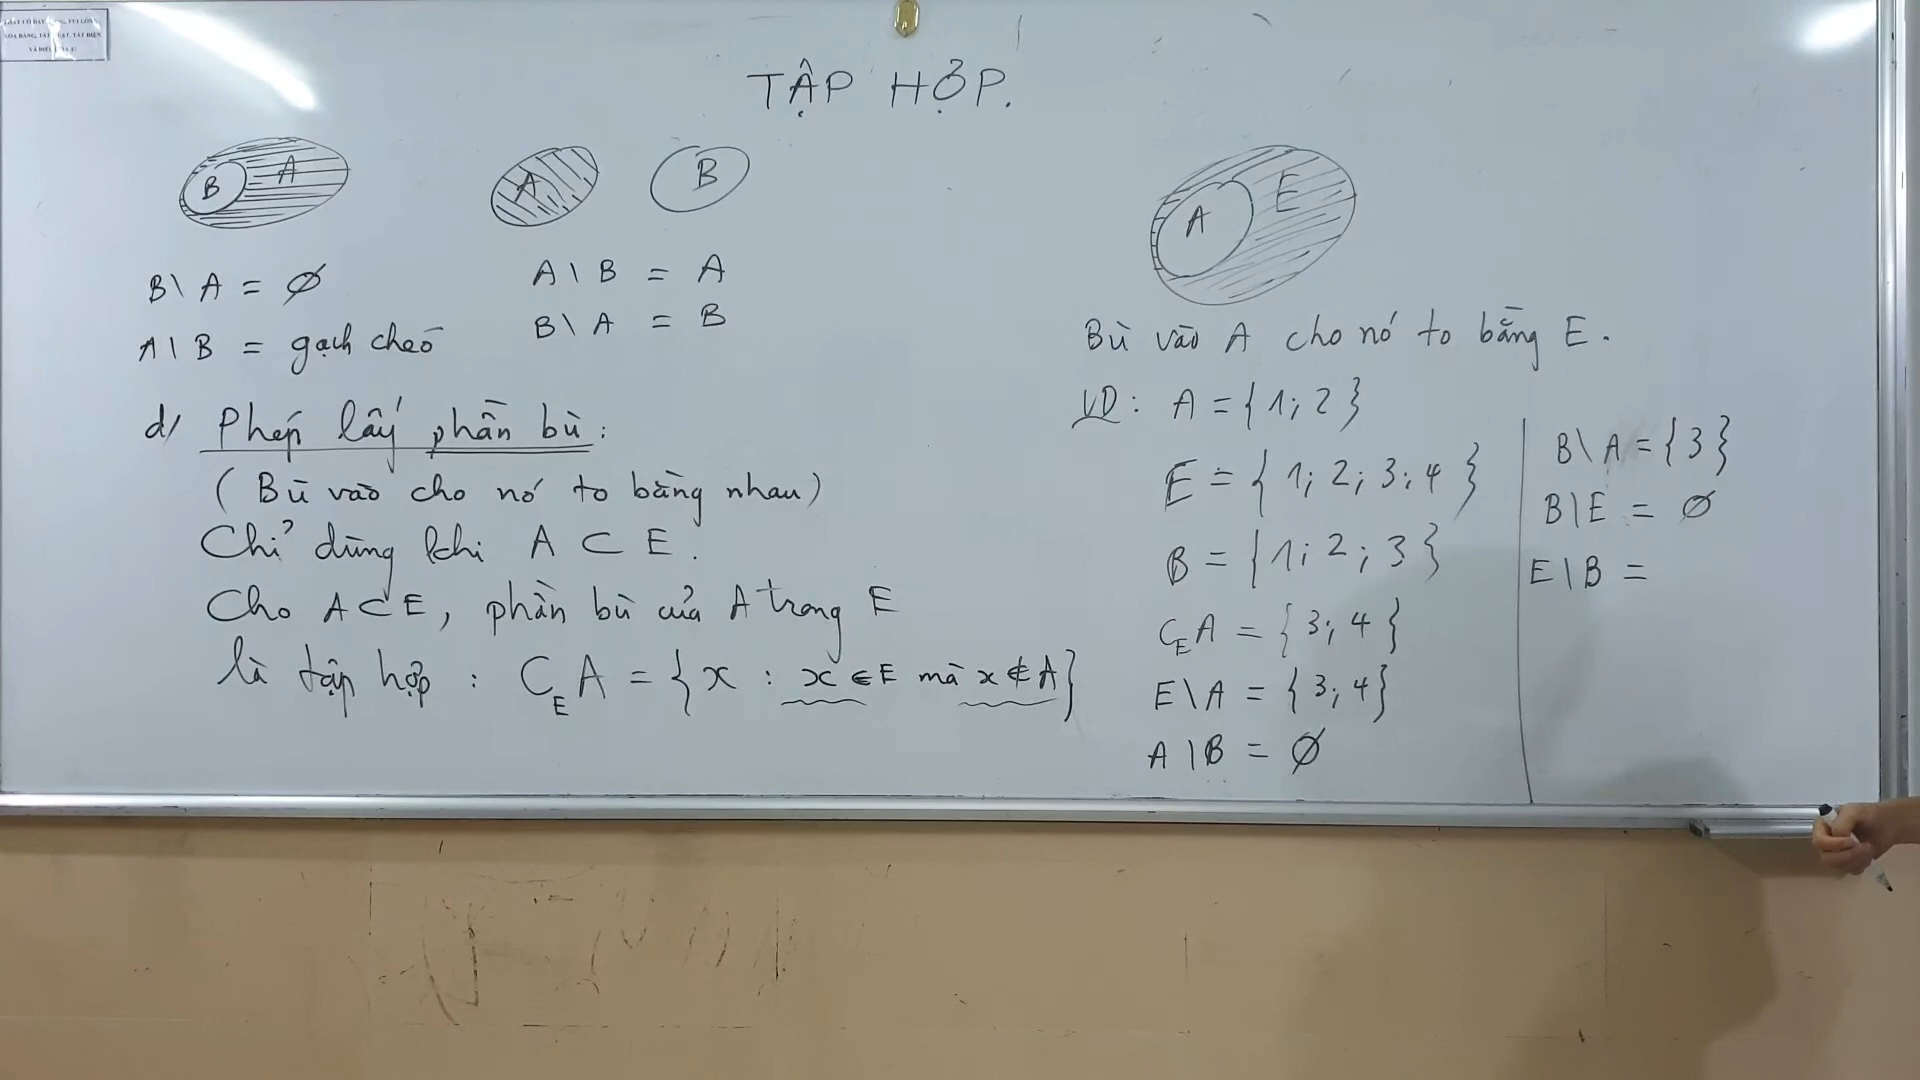 TẬP HỢP.
B A
A B
A E
B \ A = ∅
A \ B = gạch chéo
A \ B = A
B \ A = B
d/ Phép lấy phần bù:
(Bù vào cho nó to bằng nhau)
Chỉ dùng khi A ⊂ E.
Cho A ⊂ E, phần bù của A trong E
là tập hợp : C_E A = {x : x ∈ E mà x ∉ A}
Bù vào A cho nó to bằng E.
VD: A = {1; 2}
E = {1; 2; 3; 4}
B = {1; 2; 3}
C_E A = {3; 4}
E \ A = {3; 4}
A \ B = ∅
B \ A = {3}
B \ E = ∅
E \ B =